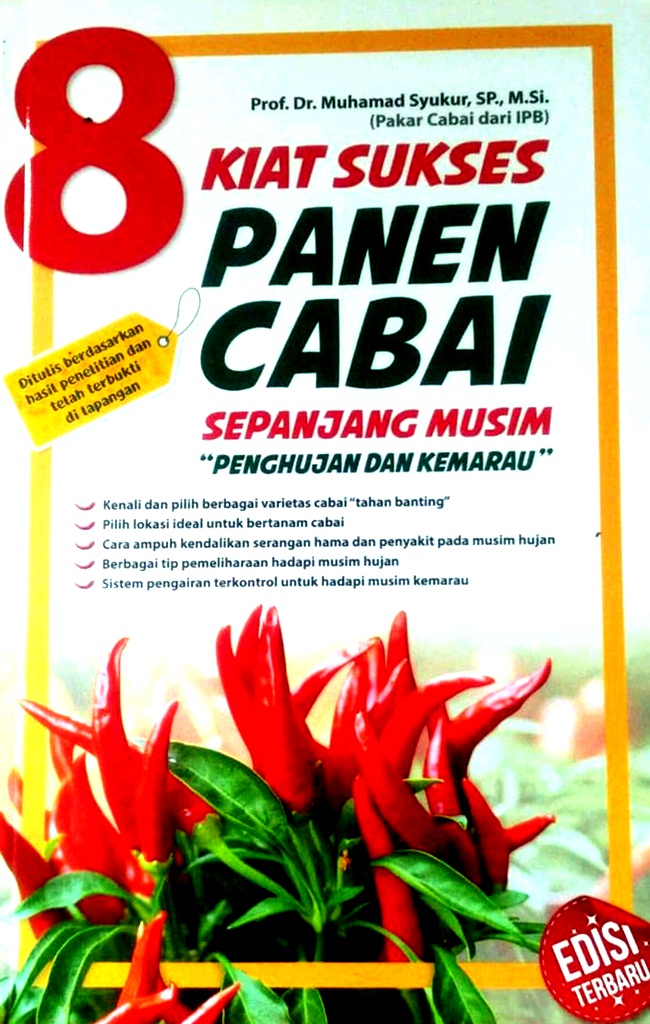 8
Prof. Dr. Muhamad Syukur, SP., M.Si.
(Pakar Cabai dari IPB)
KIAT SUKSES
PANEN
CABAI
SEPANJANG MUSIM
"PENGHUJAN DAN KEMARAU"
Ditulis berdasarkan
hasil penelitian dan
telah terbukti
di lapangan
Kenali dan pilih berbagai varietas cabai "tahan banting"
Pilih lokasi ideal untuk bertanam cabai
Cara ampuh kendalikan serangan hama dan penyakit pada musim hujan
Berbagai tip pemeliharaan hadapi musim hujan
Sistem pengairan terkontrol untuk hadapi musim kemarau
EDISI
TERBARU